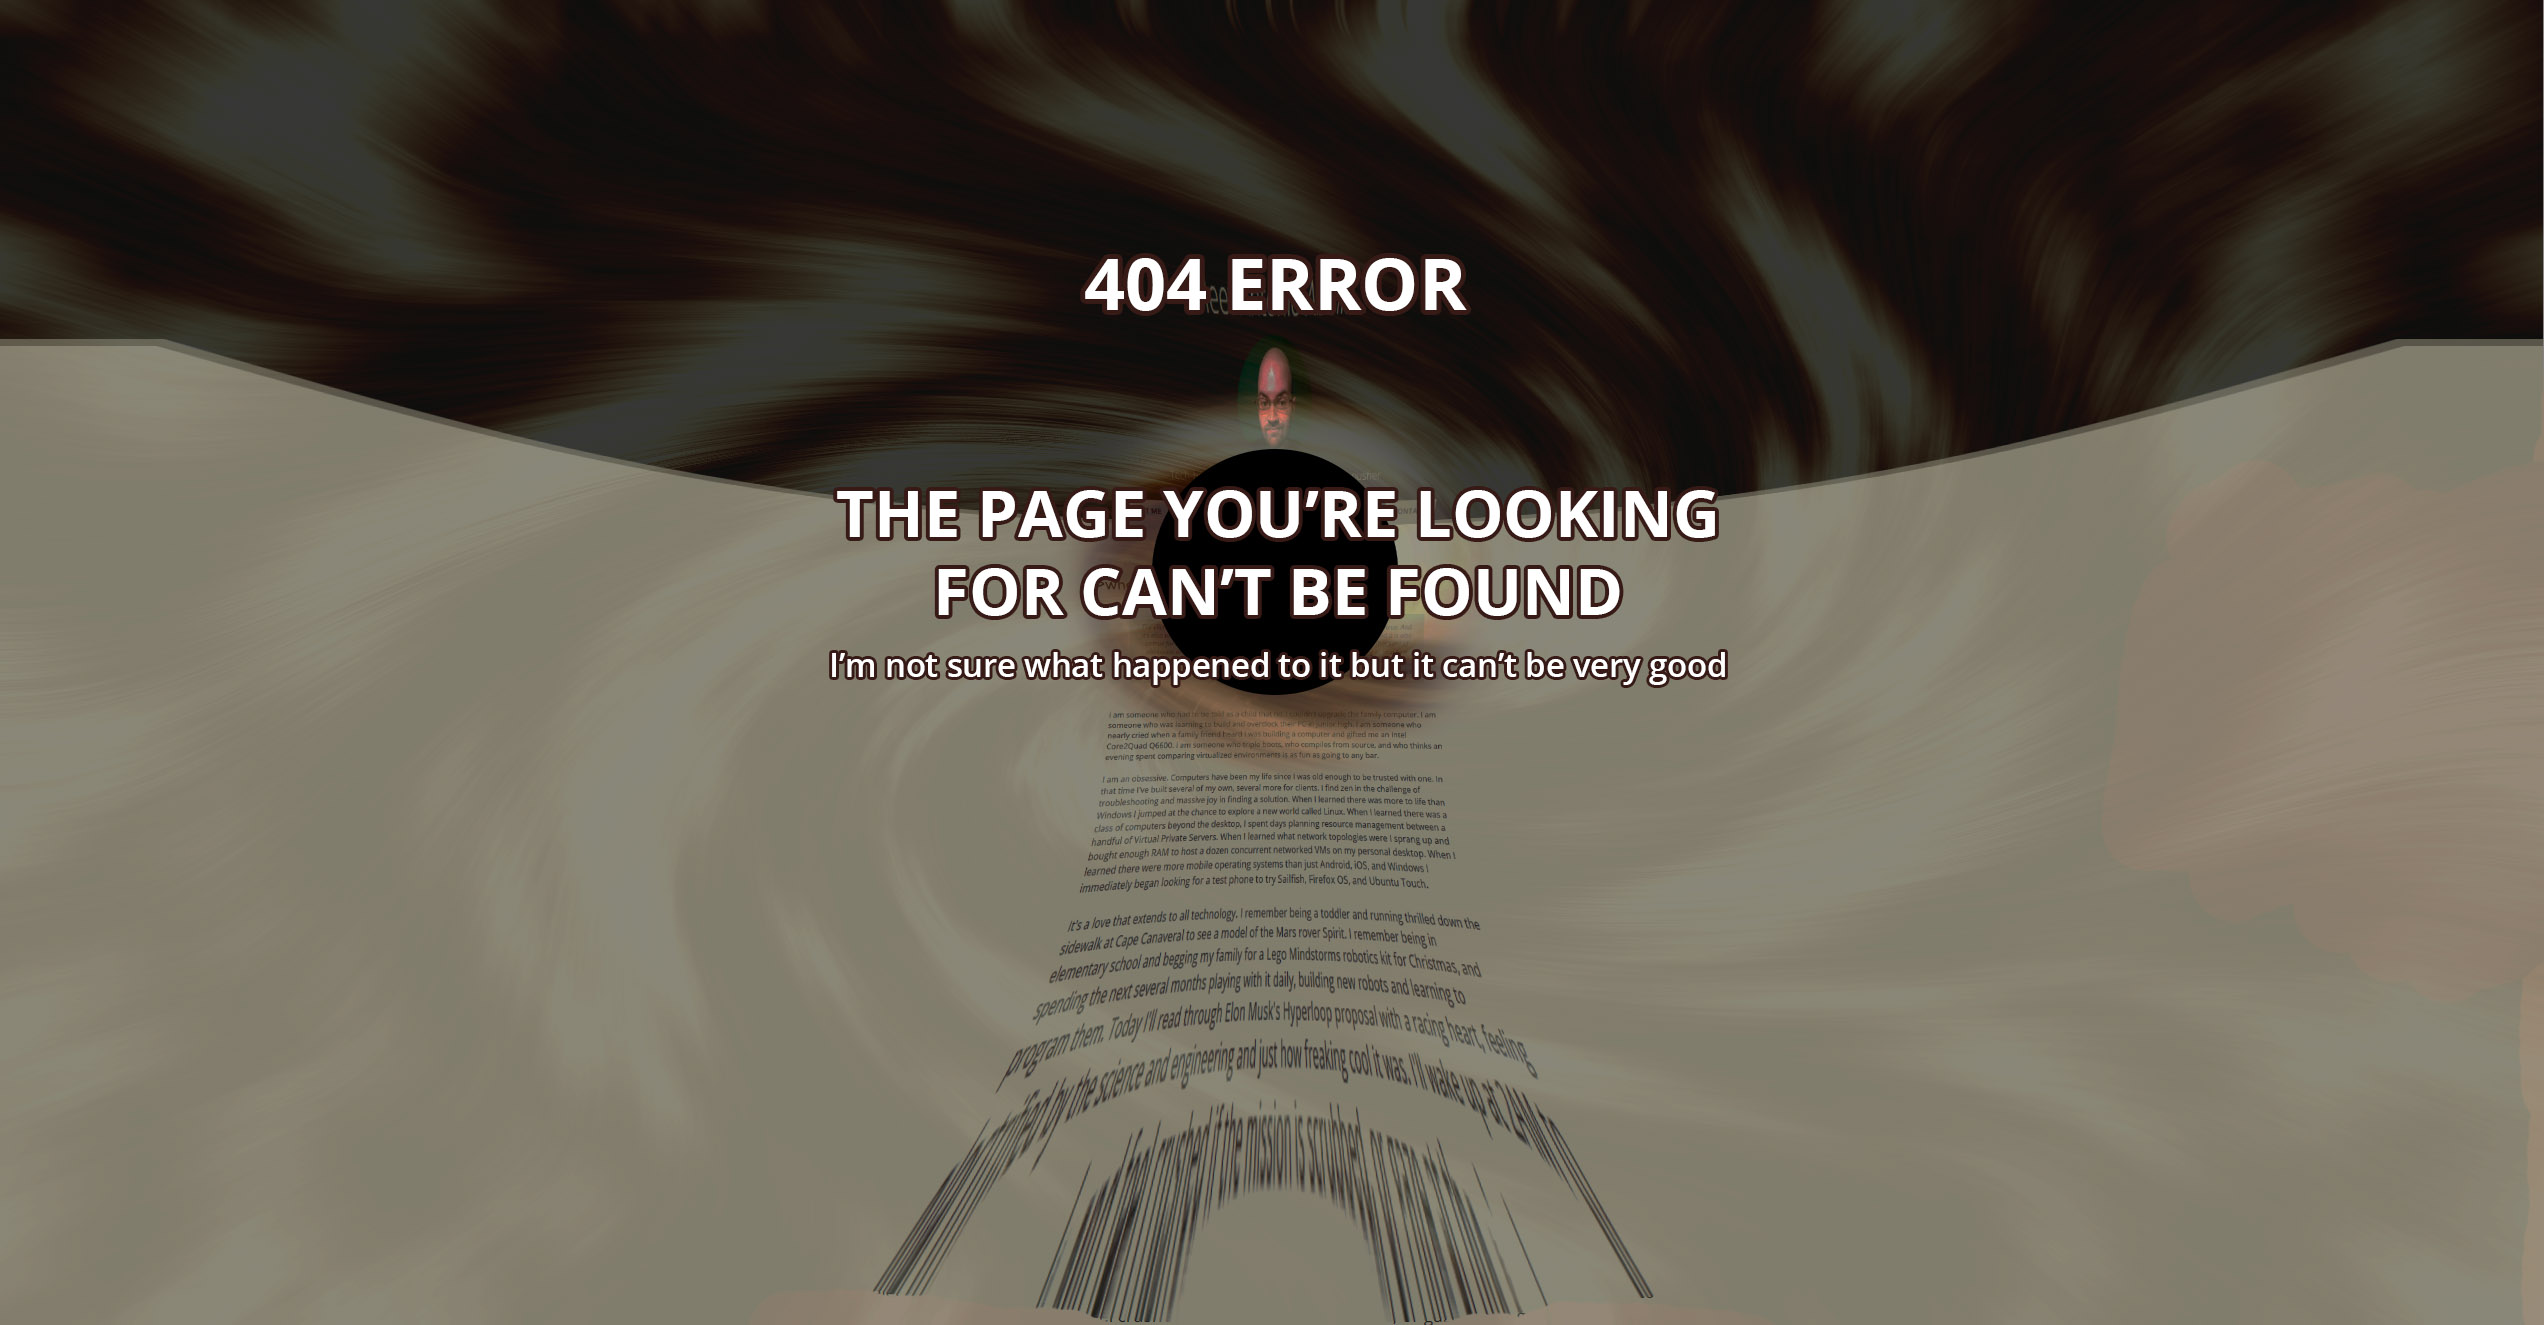 404 ERROR
THE PAGE YOU’RE LOOKING
FOR CAN’T BE FOUND
I’m not sure what happened to it but it can’t be very good
I am someone who had to be told as a child that no, I couldn't upgrade the family computer. I am
someone who was learning to build and overclock their PC in junior high. I am someone who
nearly cried when a family friend heard I was building a computer and gifted me an Intel
Core2Quad Q6600. I am someone who triple boots, who compiles from source, and who thinks an
evening spent comparing virtualized environments is as fun as going to any bar.
I am an obsessive. Computers have been my life since I was old enough to be trusted with one. In
that time I've built several of my own, several more for clients. I find zen in the challenge of
troubleshooting and massive joy in finding a solution. When I learned there was more to life than
Windows I jumped at the chance to explore a new world called Linux. When I learned there was a
class of computers beyond the desktop, I spent days planning resource management between a
handful of Virtual Private Servers. When I learned what network topologies were I sprang up and
bought enough RAM to host a dozen concurrent networked VMs on my personal desktop. When I
learned there were more mobile operating systems than just Android, iOS, and Windows I
immediately began looking for a test phone to try Sailfish, Firefox OS, and Ubuntu Touch.
It's a love that extends to all technology. I remember being a toddler and running thrilled down the
sidewalk at Cape Canaveral to see a model of the Mars rover Spirit. I remember being in
elementary school and begging my family for a Lego Mindstorms robotics kit for Christmas, and
spending the next several months playing with it daily, building new robots and learning to
program them. Today I'll read through Elon Musk's Hyperloop proposal with a racing heart, feeling
by the science and engineering and just how freaking cool it was. I'll wake up at 2AM
feel crushed if the mission is scrubbed, or